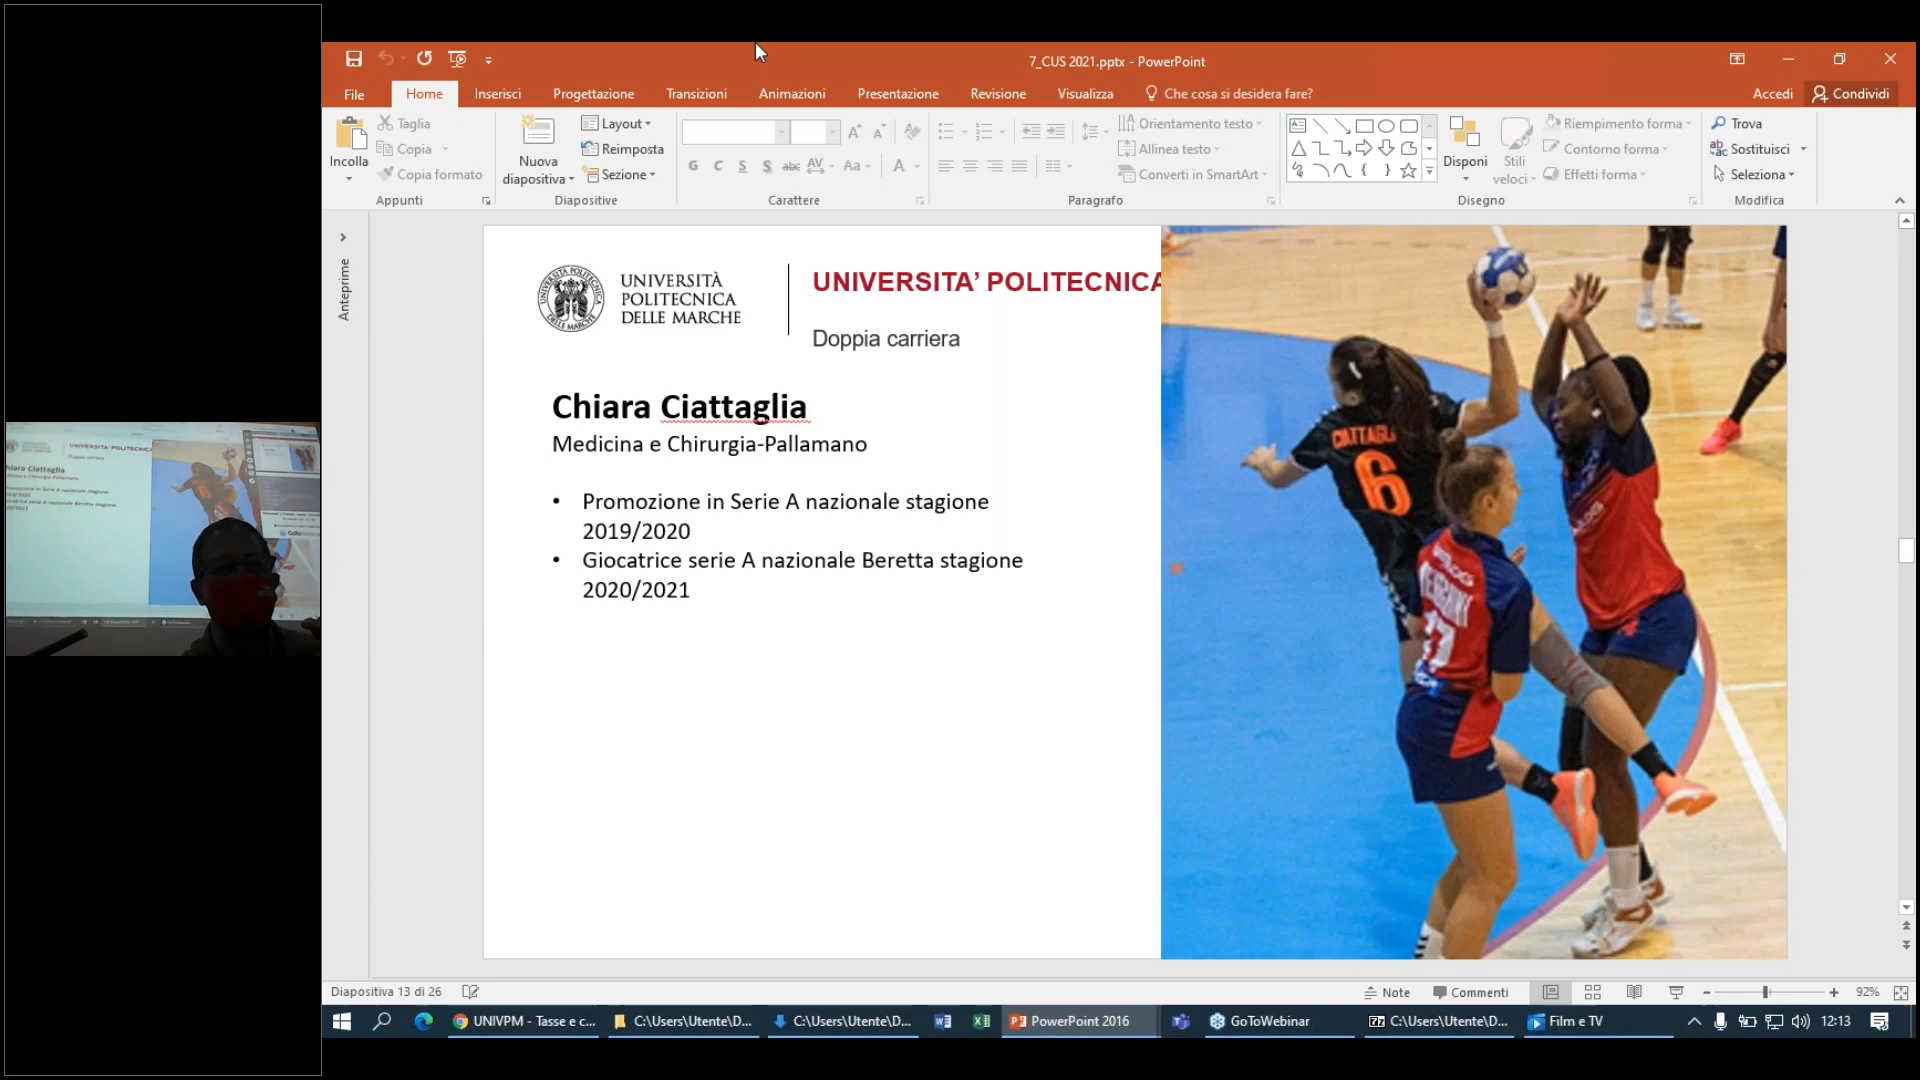 7_CUS 2021.pptx - PowerPoint
File Home Inserisci Progettazione Transizioni Animazioni Presentazione Revisione Visualizza Che cosa si desidera fare? Accedi Condividi
Incolla
Taglia
Copia
Copia formato
Appunti
Nuova
diapositiva
Layout
Reimposta
Sezione
Diapositive
G C S S abc AV Aa A
Carattere
Orientamento testo
Allinea testo
Converti in SmartArt
Paragrafo
Disponi
Stili
veloci
Riempimento forma
Contorno forma
Effetti forma
Disegno
Trova
Sostituisci
Seleziona
Modifica
Anteprime
UNIVERSITÀ
POLITECNICA
DELLE MARCHE
UNIVERSITA’ POLITECNICA
Doppia carriera
Chiara Ciattaglia
Medicina e Chirurgia-Pallamano
• Promozione in Serie A nazionale stagione
2019/2020
• Giocatrice serie A nazionale Beretta stagione
2020/2021
6
Diapositiva 13 di 26
Note Commenti 92%
UNIVPM - Tasse e c... C:\Users\Utente\D... C:\Users\Utente\D... PowerPoint 2016 GoToWebinar C:\Users\Utente\D... Film e TV 12:13